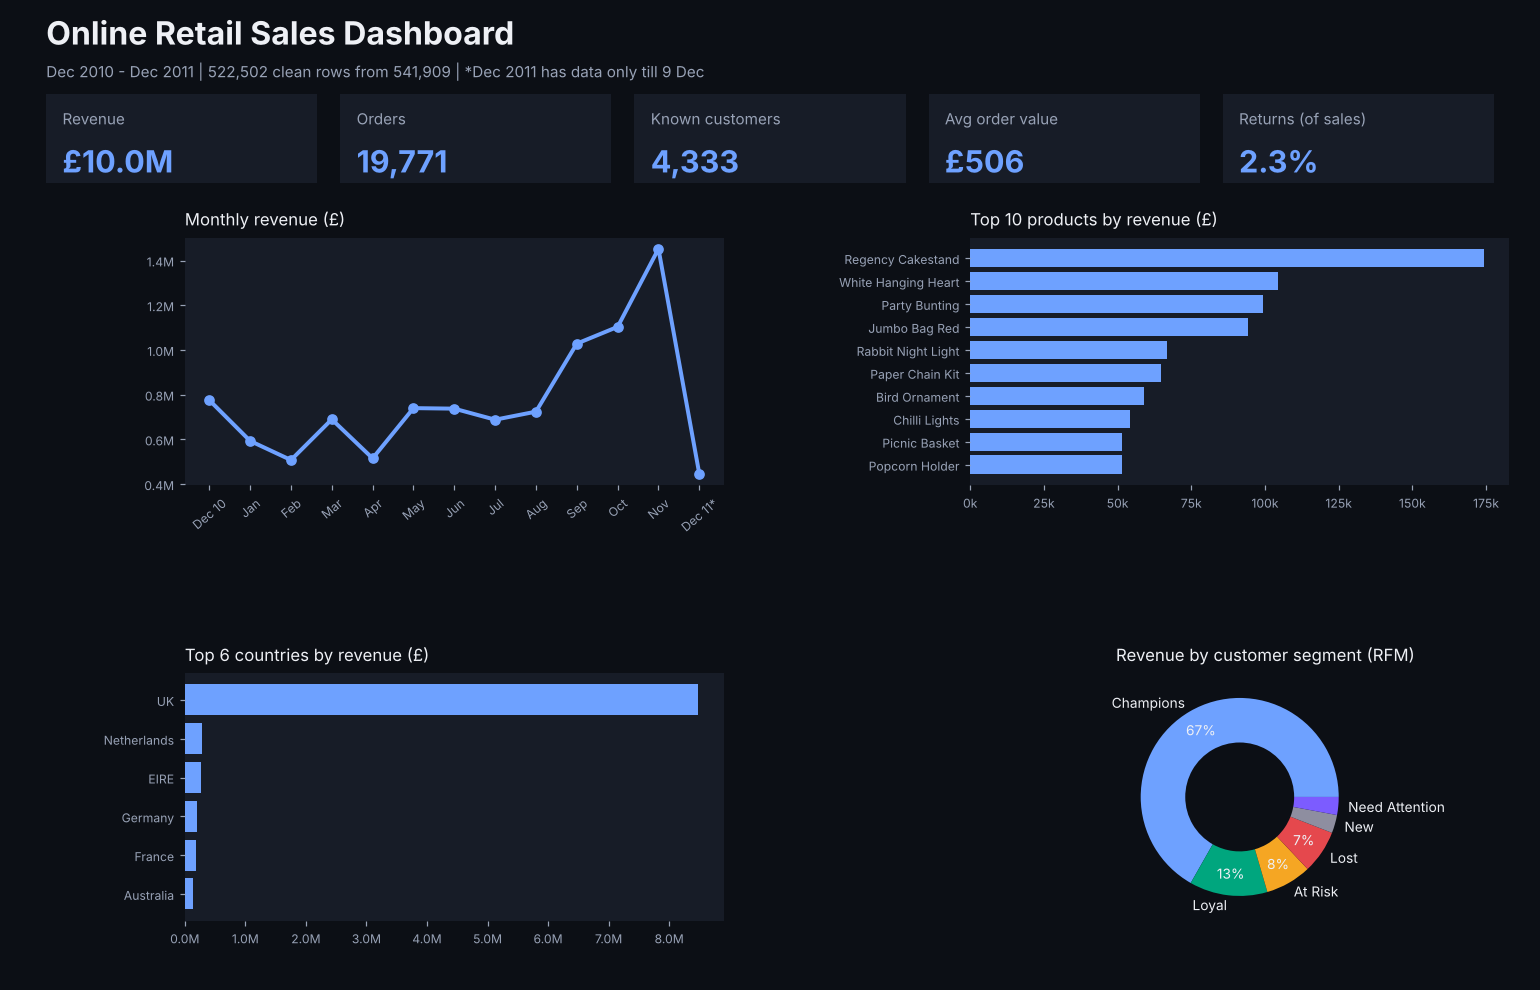 Online Retail Sales Dashboard
Dec 2010 - Dec 2011 | 522,502 clean rows from 541,909 | *Dec 2011 has data only till 9 Dec
Revenue
£10.0M
Orders
19,771
Known customers
4,333
Avg order value
£506
Returns (of sales)
2.3%
Monthly revenue (£)
1.4M
1.2M
1.0M
0.8M
0.6M
0.4M
Dec 10 Jan Feb Mar Apr May Jun Jul Aug Sep Oct Nov Dec 11*
Top 10 products by revenue (£)
Regency Cakestand
White Hanging Heart
Party Bunting
Jumbo Bag Red
Rabbit Night Light
Paper Chain Kit
Bird Ornament
Chilli Lights
Picnic Basket
Popcorn Holder
0k 25k 50k 75k 100k 125k 150k 175k
Top 6 countries by revenue (£)
UK
Netherlands
EIRE
Germany
France
Australia
0.0M 1.0M 2.0M 3.0M 4.0M 5.0M 6.0M 7.0M 8.0M
Revenue by customer segment (RFM)
Champions
67%
Need Attention
New
7%
Lost
8%
At Risk
13%
Loyal